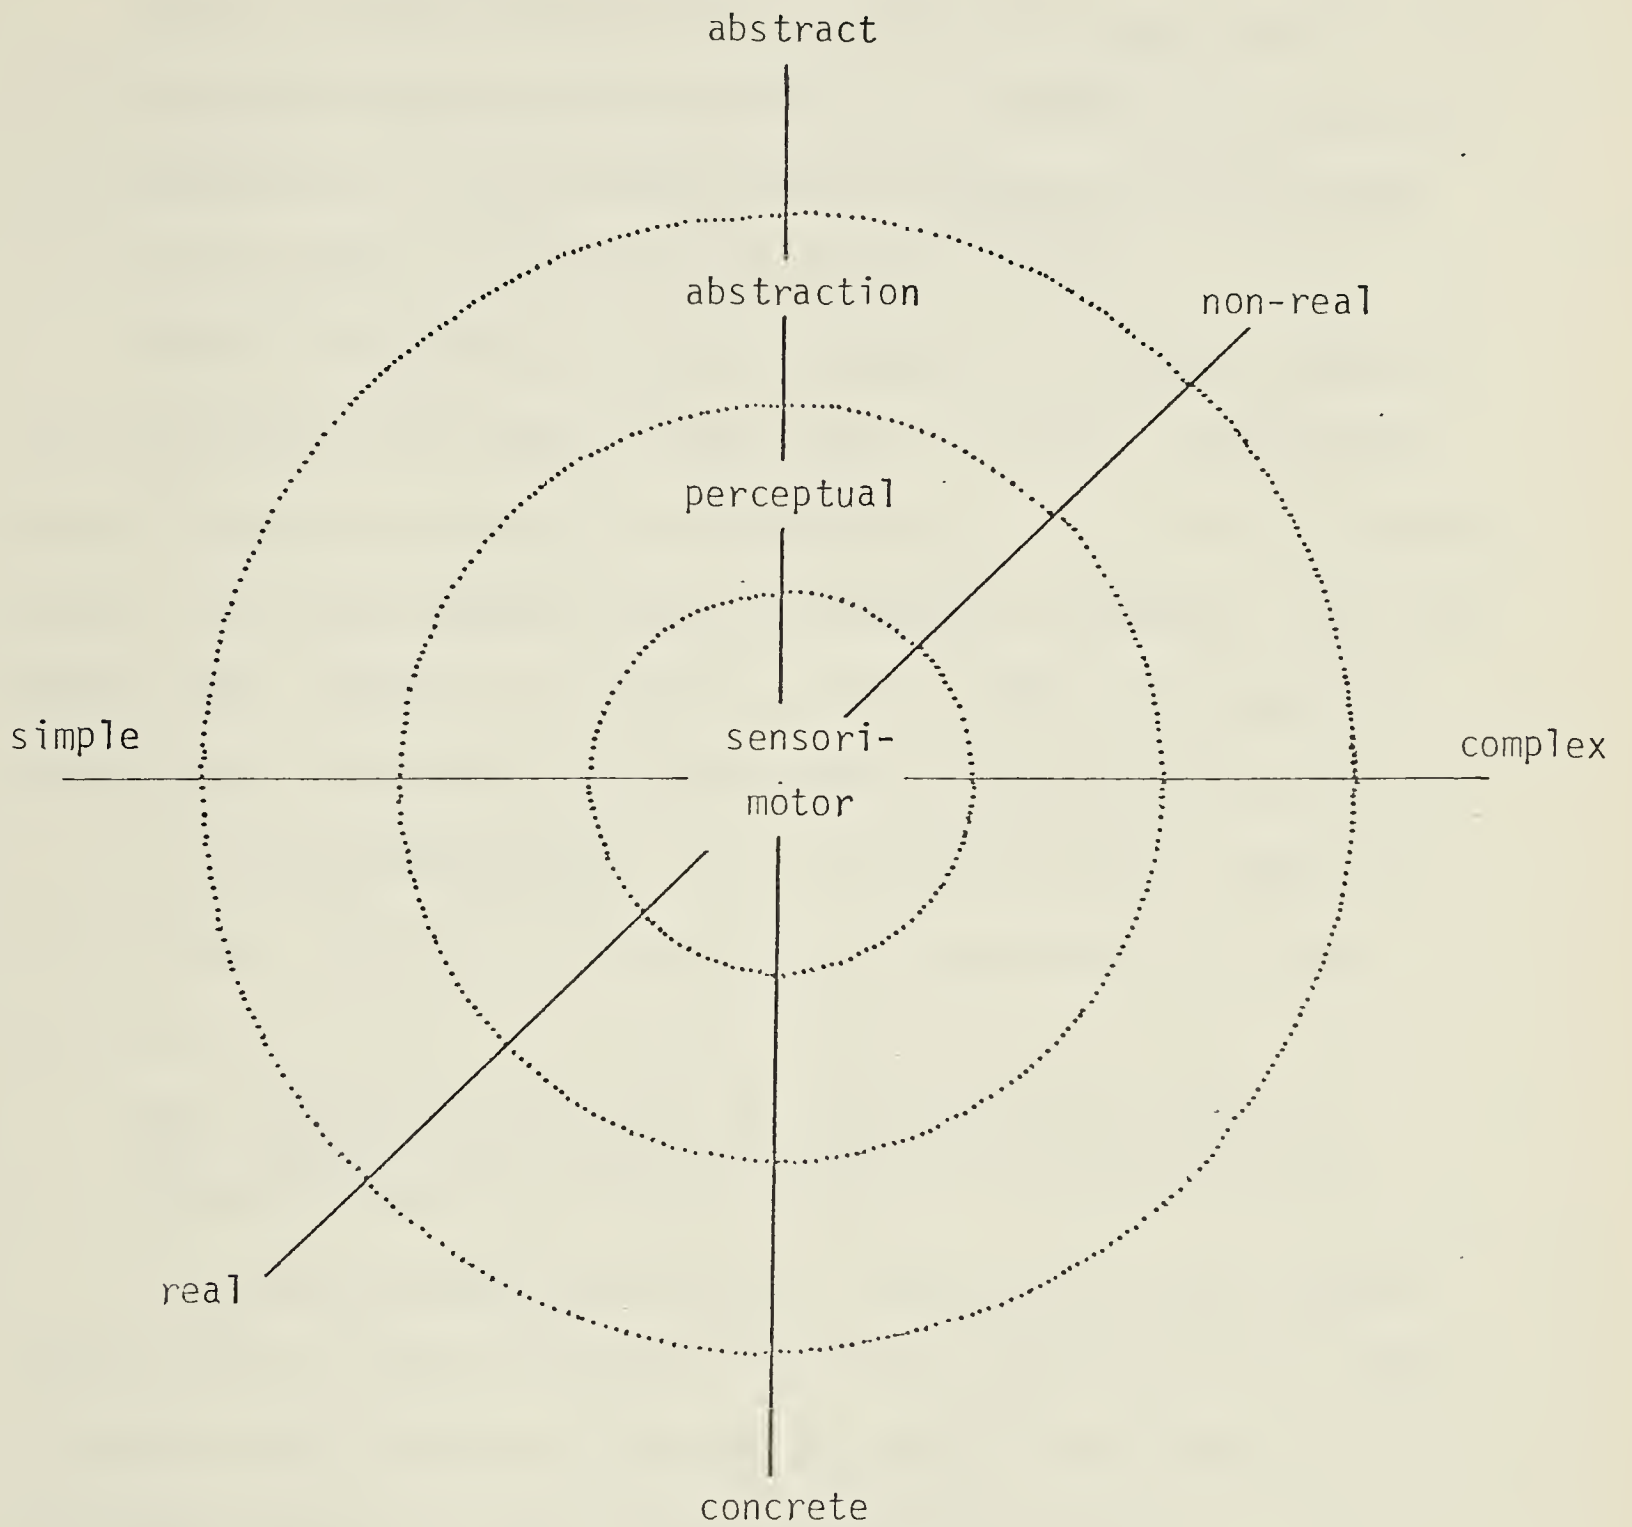 abstract
abstraction
non-real
perceptual
simple
sensori-
complex
motor
real
concrete